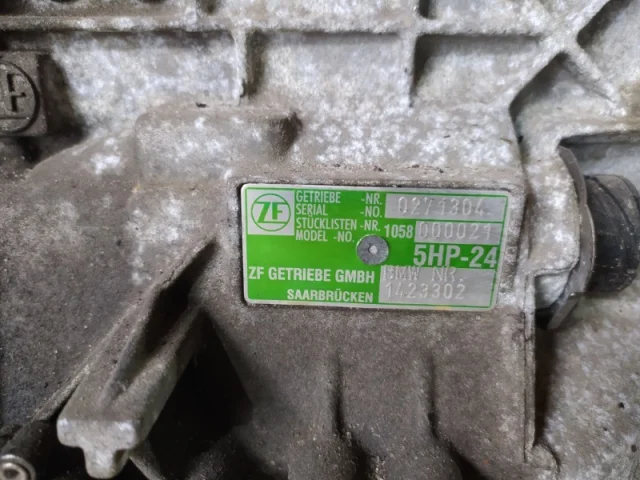 ZF
GETRIEBE -NR. 0271304
SERIAL -NO.
STÜCKLISTEN -NR. 1058 000021
MODEL -NO.
5HP-24
ZF GETRIEBE GMBH BMW NR.
SAARBRÜCKEN 1423302